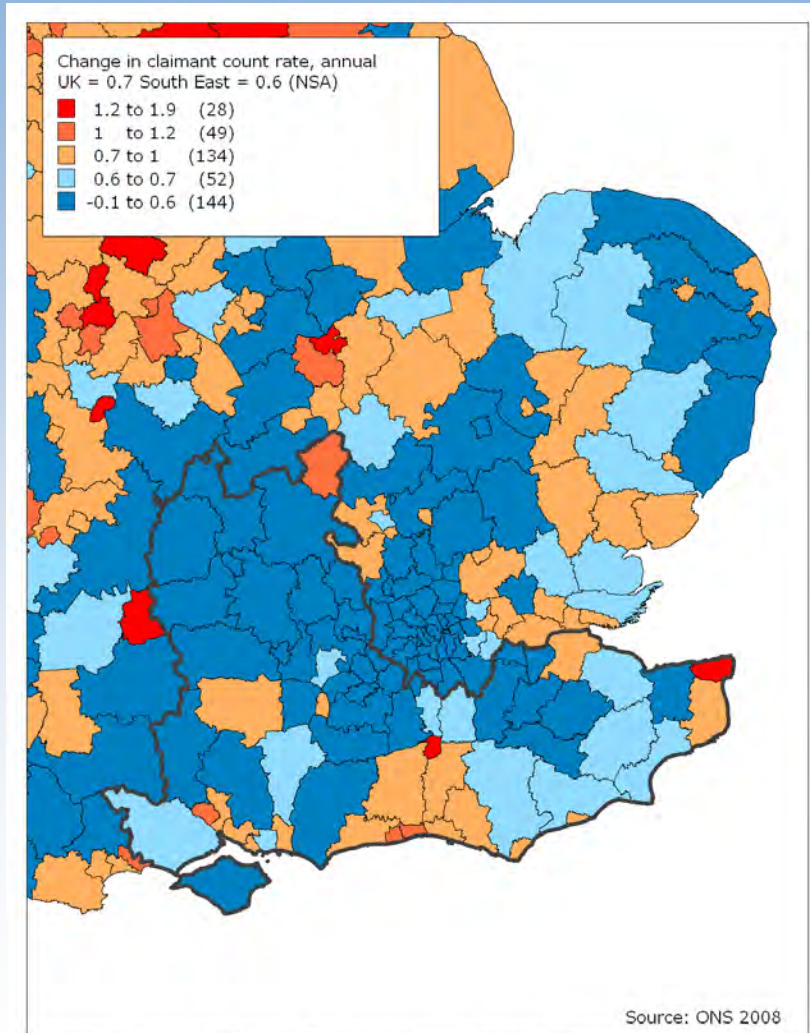 Change in claimant count rate, annual
UK = 0.7 South East = 0.6 (NSA)
1.2 to 1.9 (28)
1 to 1.2 (49)
0.7 to 1 (134)
0.6 to 0.7 (52)
-0.1 to 0.6 (144)
Source: ONS 2008